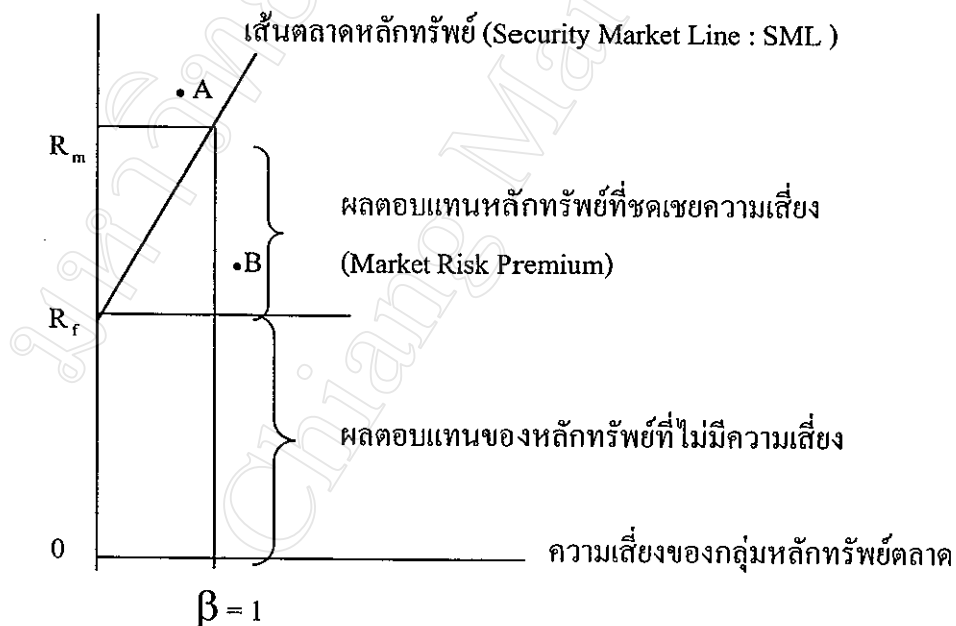 เส้นตลาดหลักทรัพย์ (Security Market Line : SML )
• A
R m
ผลตอบแทนหลักทรัพย์ที่ชดเชยความเสี่ยง
•B
(Market Risk Premium)
R f
ผลตอบแทนของหลักทรัพย์ที่ไม่มีความเสี่ยง
0
ความเสี่ยงของกลุ่มหลักทรัพย์ตลาด
β = 1
Chiang Mai